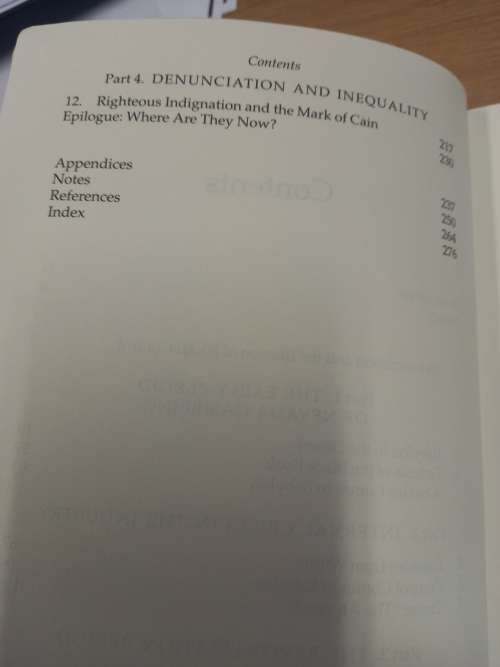 Contents
Part 4. DENUNCIATION AND INEQUALITY
12. Righteous Indignation and the Mark of Cain 217
Epilogue: Where Are They Now? 230
Appendices 237
Notes 250
References 264
Index 276